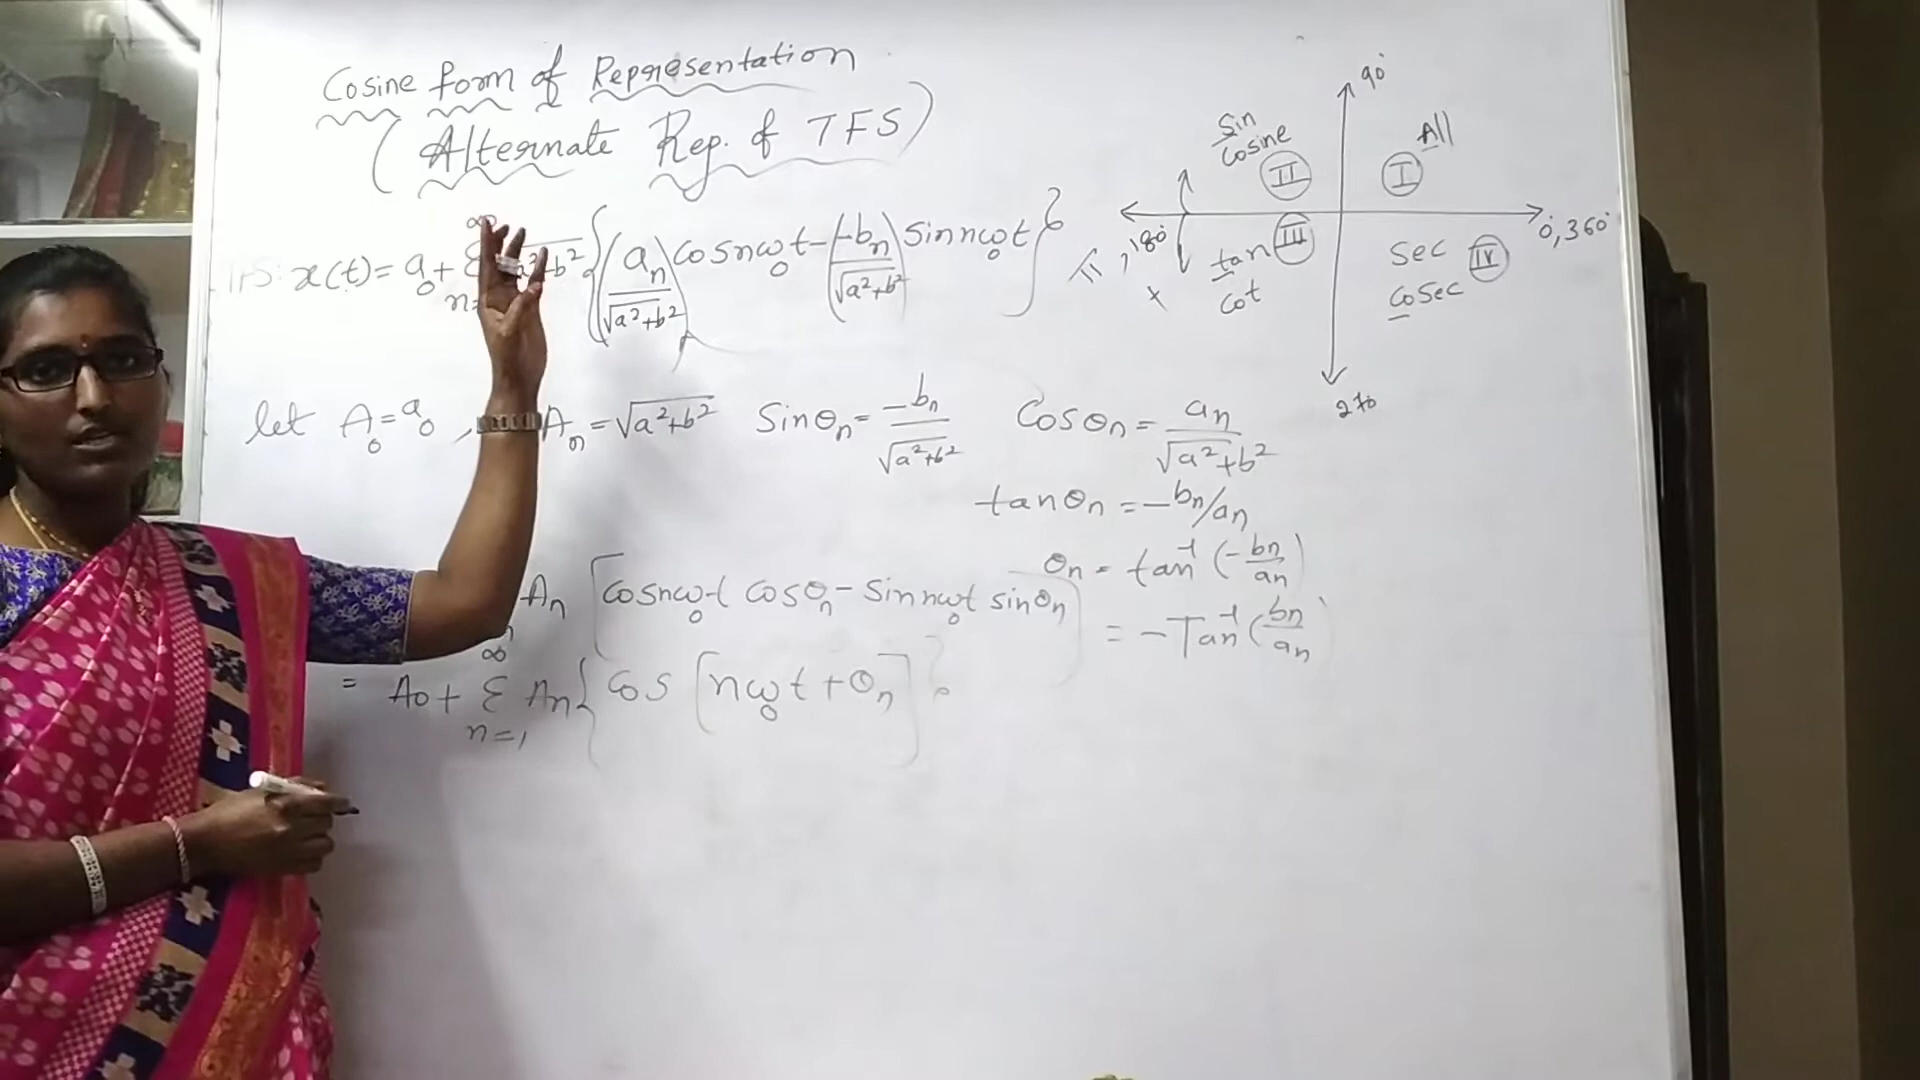 Cosine form of Representation
(Alternate Rep. of TFS)
x(t) = a₀ + Σ n= √a²+b² {(aₙ/√a²+b²) cosnω₀t - (-bₙ/√a²+b²) sinnω₀t}
let A₀ = a₀, Aₙ = √a²+b² Sinθₙ = -bₙ/√a²+b² Cosθₙ = aₙ/√a²+b²
tanθₙ = -bₙ/aₙ
θₙ = tan⁻¹(-bₙ/aₙ)
= -Tan⁻¹(bₙ/aₙ)
Aₙ [cosnω₀t cosθₙ - sinnω₀t sinθₙ]
= A₀ + Σ n=1 ∞ Aₙ {cos [nω₀t + θₙ]
90°
sin
cosine
II
I
All
180°
0°, 360°
π
tan
cot
III
sec
cosec
IV
270